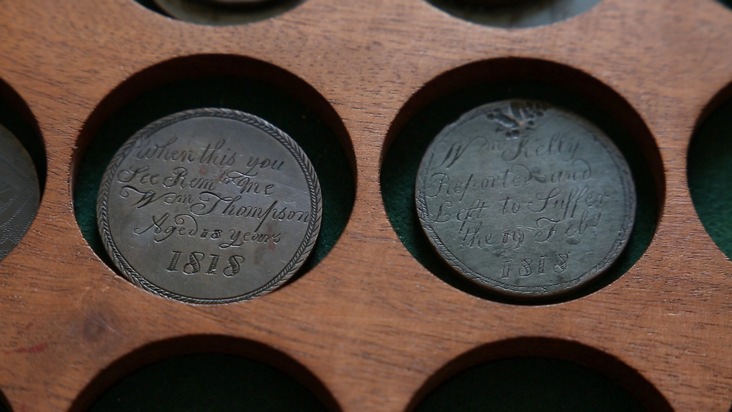 When this you
See Remb me
Wm Thompson
Aged 18 Years
1818
Wm Kelly
Reported and
Left to Suffer
the 19 Feby
1818